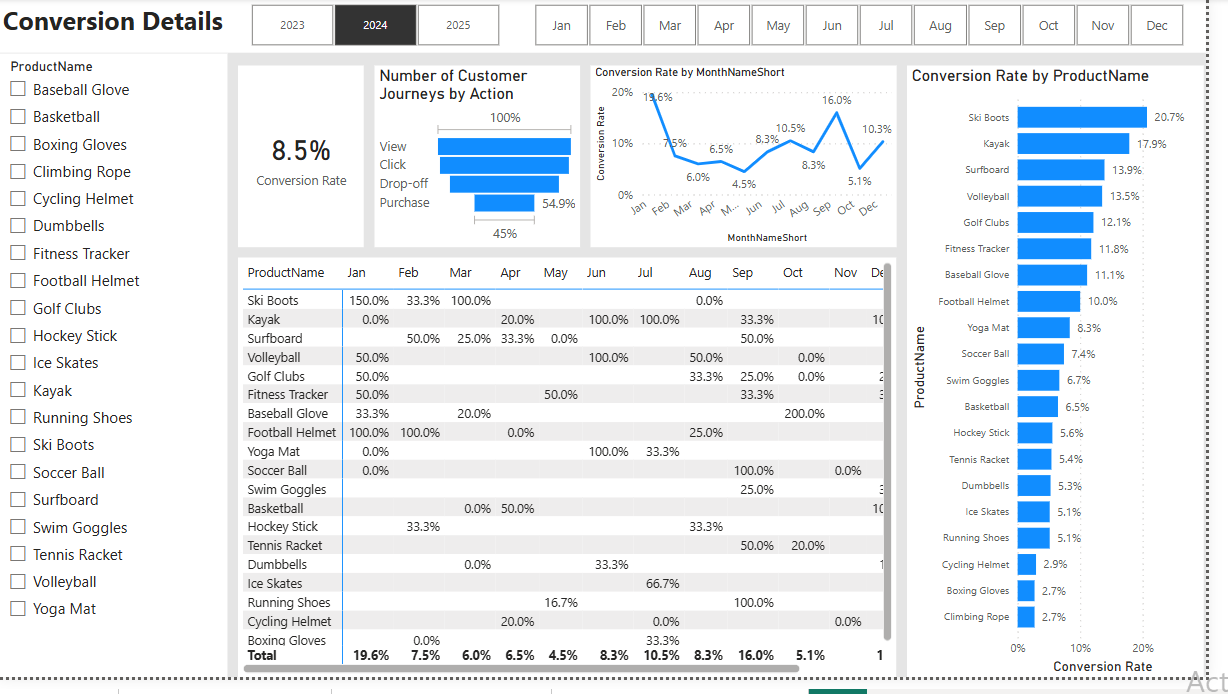 Conversion Details
2023 2024 2025
Jan Feb Mar Apr May Jun Jul Aug Sep Oct Nov Dec
ProductName
Baseball Glove
Basketball
Boxing Gloves
Climbing Rope
Cycling Helmet
Dumbbells
Fitness Tracker
Football Helmet
Golf Clubs
Hockey Stick
Ice Skates
Kayak
Running Shoes
Ski Boots
Soccer Ball
Surfboard
Swim Goggles
Tennis Racket
Volleyball
Yoga Mat
8.5%
Conversion Rate
Number of Customer
Journeys by Action
100%
View
Click
Drop-off
Purchase 54.9%
45%
Conversion Rate by MonthNameShort
Conversion Rate
20%
10%
0%
19.6%
7.5%
6.0%
6.5%
4.5%
8.3%
10.5%
8.3%
16.0%
5.1%
10.3%
Jan Feb Mar Apr M... Jun Jul Aug Sep Oct Dec
MonthNameShort
ProductName Jan Feb Mar Apr May Jun Jul Aug Sep Oct Nov De
Ski Boots 150.0% 33.3% 100.0% 0.0%
Kayak 0.0% 20.0% 100.0% 100.0% 33.3% 10
Surfboard 50.0% 25.0% 33.3% 0.0% 50.0%
Volleyball 50.0% 100.0% 50.0% 0.0%
Golf Clubs 50.0% 33.3% 25.0% 0.0% 2
Fitness Tracker 50.0% 50.0% 33.3% 3
Baseball Glove 33.3% 20.0% 200.0%
Football Helmet 100.0% 100.0% 0.0% 25.0%
Yoga Mat 0.0% 100.0% 33.3%
Soccer Ball 0.0% 100.0% 0.0%
Swim Goggles 25.0% 3
Basketball 0.0% 50.0% 10
Hockey Stick 33.3% 33.3%
Tennis Racket 50.0% 20.0%
Dumbbells 0.0% 33.3% 1
Ice Skates 66.7%
Running Shoes 16.7% 100.0%
Cycling Helmet 20.0% 0.0% 0.0%
Boxing Gloves 0.0% 33.3%
Total 19.6% 7.5% 6.0% 6.5% 4.5% 8.3% 10.5% 8.3% 16.0% 5.1% 1
Conversion Rate by ProductName
ProductName
Ski Boots 20.7%
Kayak 17.9%
Surfboard 13.9%
Volleyball 13.5%
Golf Clubs 12.1%
Fitness Tracker 11.8%
Baseball Glove 11.1%
Football Helmet 10.0%
Yoga Mat 8.3%
Soccer Ball 7.4%
Swim Goggles 6.7%
Basketball 6.5%
Hockey Stick 5.6%
Tennis Racket 5.4%
Dumbbells 5.3%
Ice Skates 5.1%
Running Shoes 5.1%
Cycling Helmet 2.9%
Boxing Gloves 2.7%
Climbing Rope 2.7%
0% 10% 20%
Conversion Rate
Act